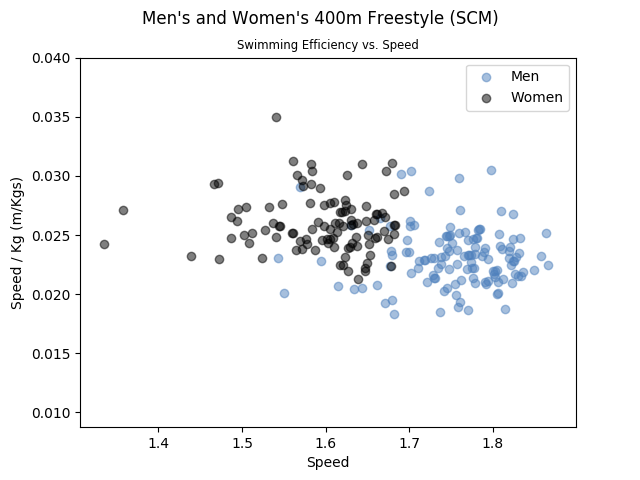 Men's and Women's 400m Freestyle (SCM)
Swimming Efficiency vs. Speed
Men
Women
Speed / Kg (m/Kgs)
0.040
0.035
0.030
0.025
0.020
0.015
0.010
1.4 1.5 1.6 1.7 1.8
Speed